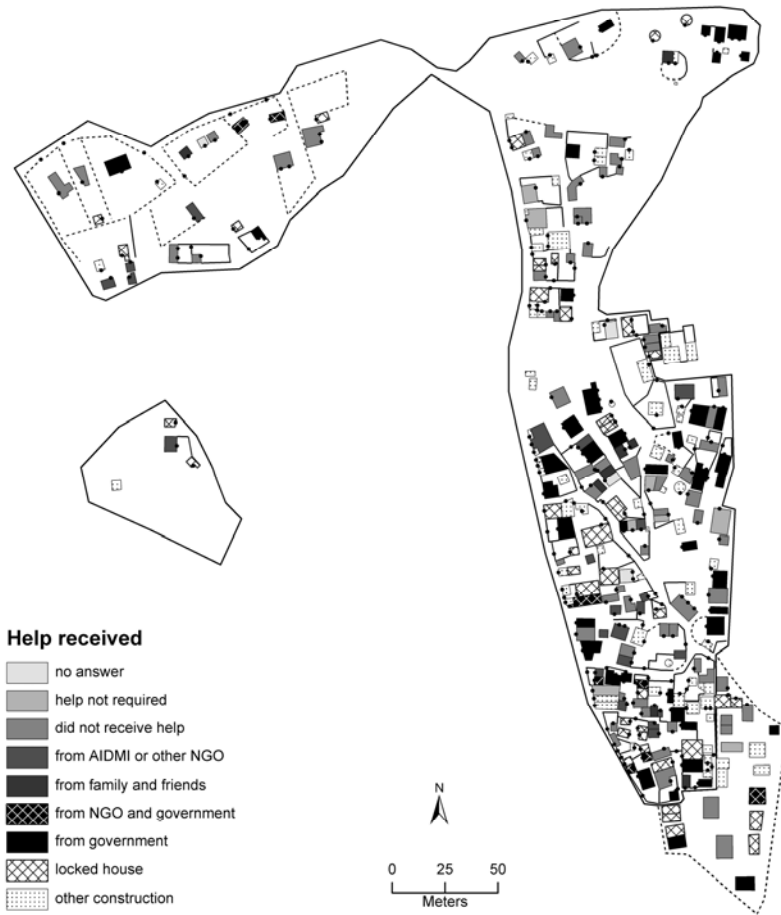 Help received
no answer
help not required
did not receive help
from AIDMI or other NGO
from family and friends
from NGO and government
from government
locked house
other construction
N
0 25 50
Meters